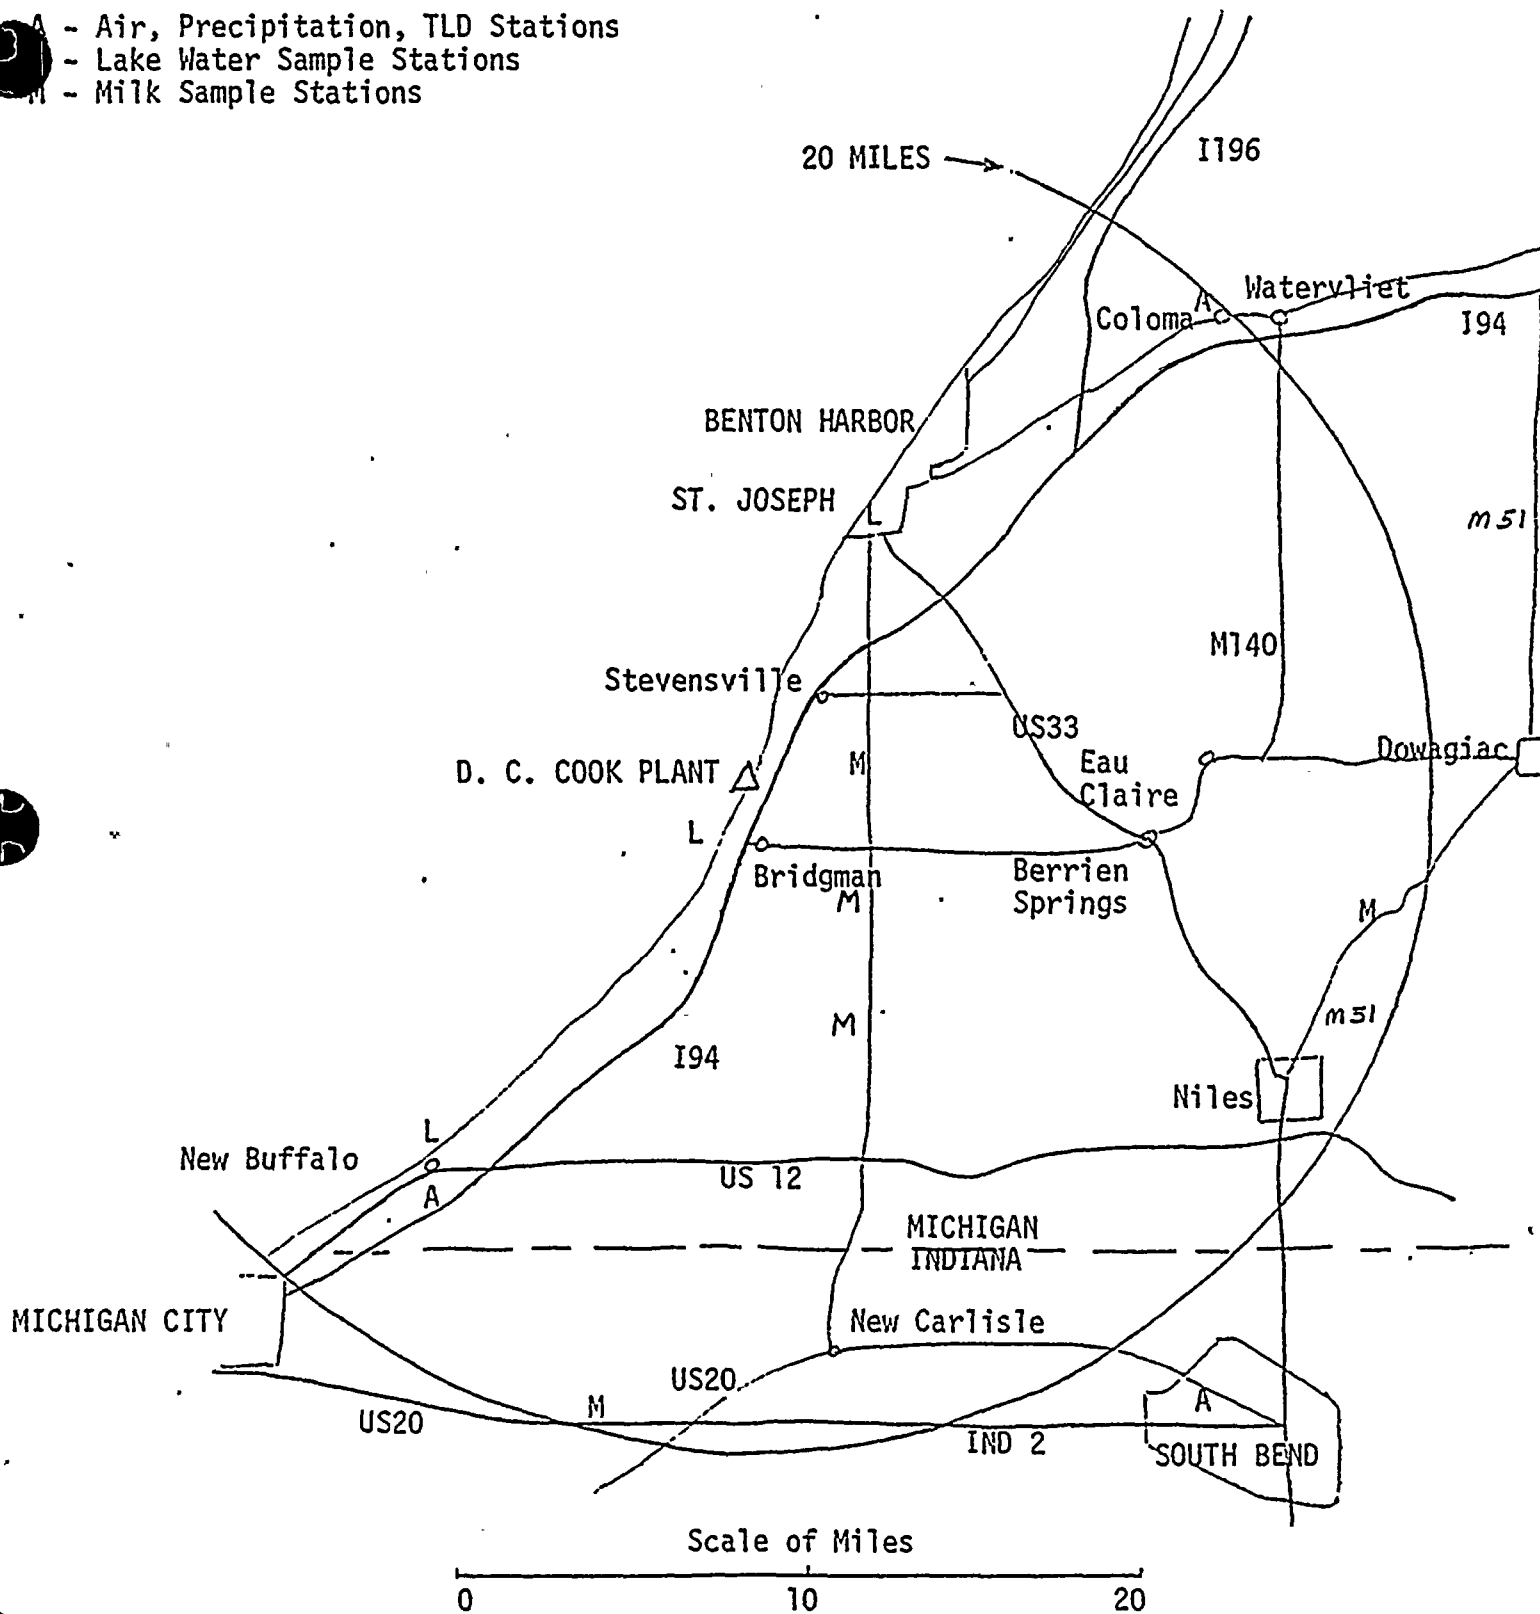 A - Air, Precipitation, TLD Stations
- Lake Water Sample Stations
M - Milk Sample Stations
20 MILES
I196
A
Watervliet
Coloma
I94
BENTON HARBOR
ST. JOSEPH
L
M51
M140
Stevensville
US33
M
Eau
Claire
Dowagiac
D. C. COOK PLANT
L
Bridgman
Berrien
Springs
M
M
M
M51
I94
Niles
L
New Buffalo
US 12
A
MICHIGAN
INDIANA
MICHIGAN CITY
New Carlisle
US20
M
A
US20
IND 2
SOUTH BEND
Scale of Miles
0 10 20